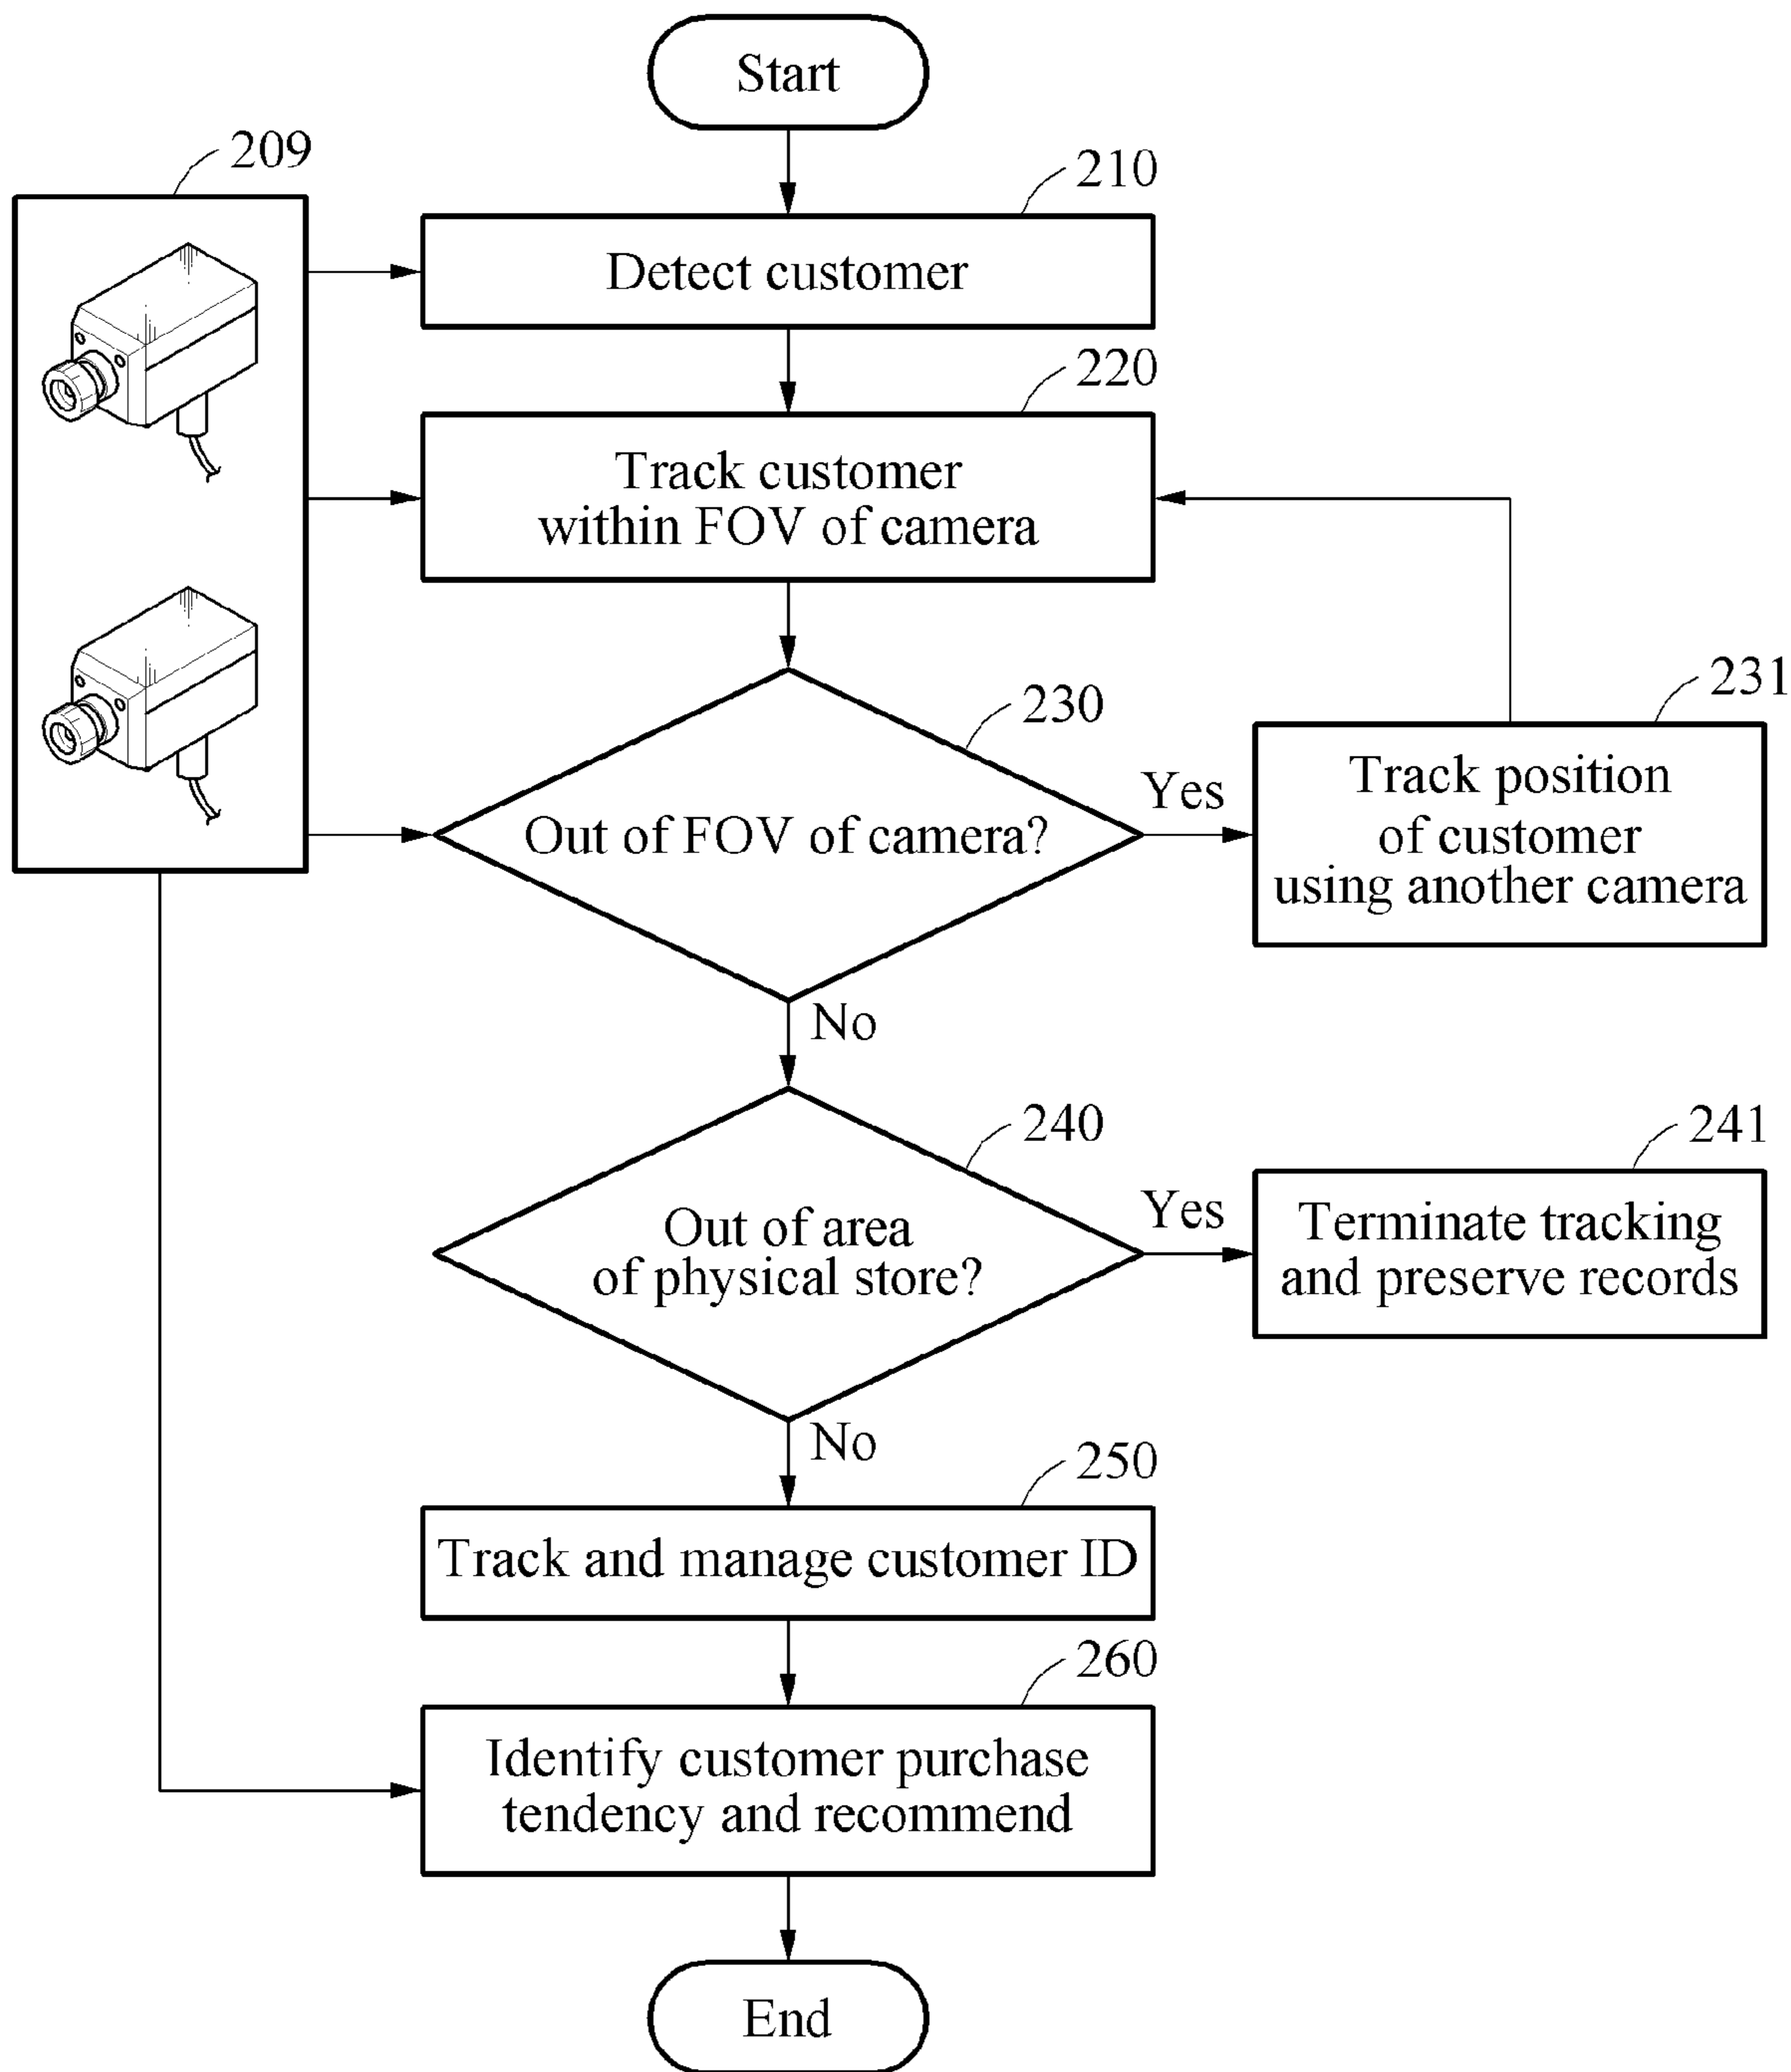 Start
209
210
Detect customer
220
Track customer
within FOV of camera
230
Out of FOV of camera?
Yes
231
Track position
of customer
using another camera
No
240
Out of area
of physical store?
Yes
241
Terminate tracking
and preserve records
No
250
Track and manage customer ID
260
Identify customer purchase
tendency and recommend
End